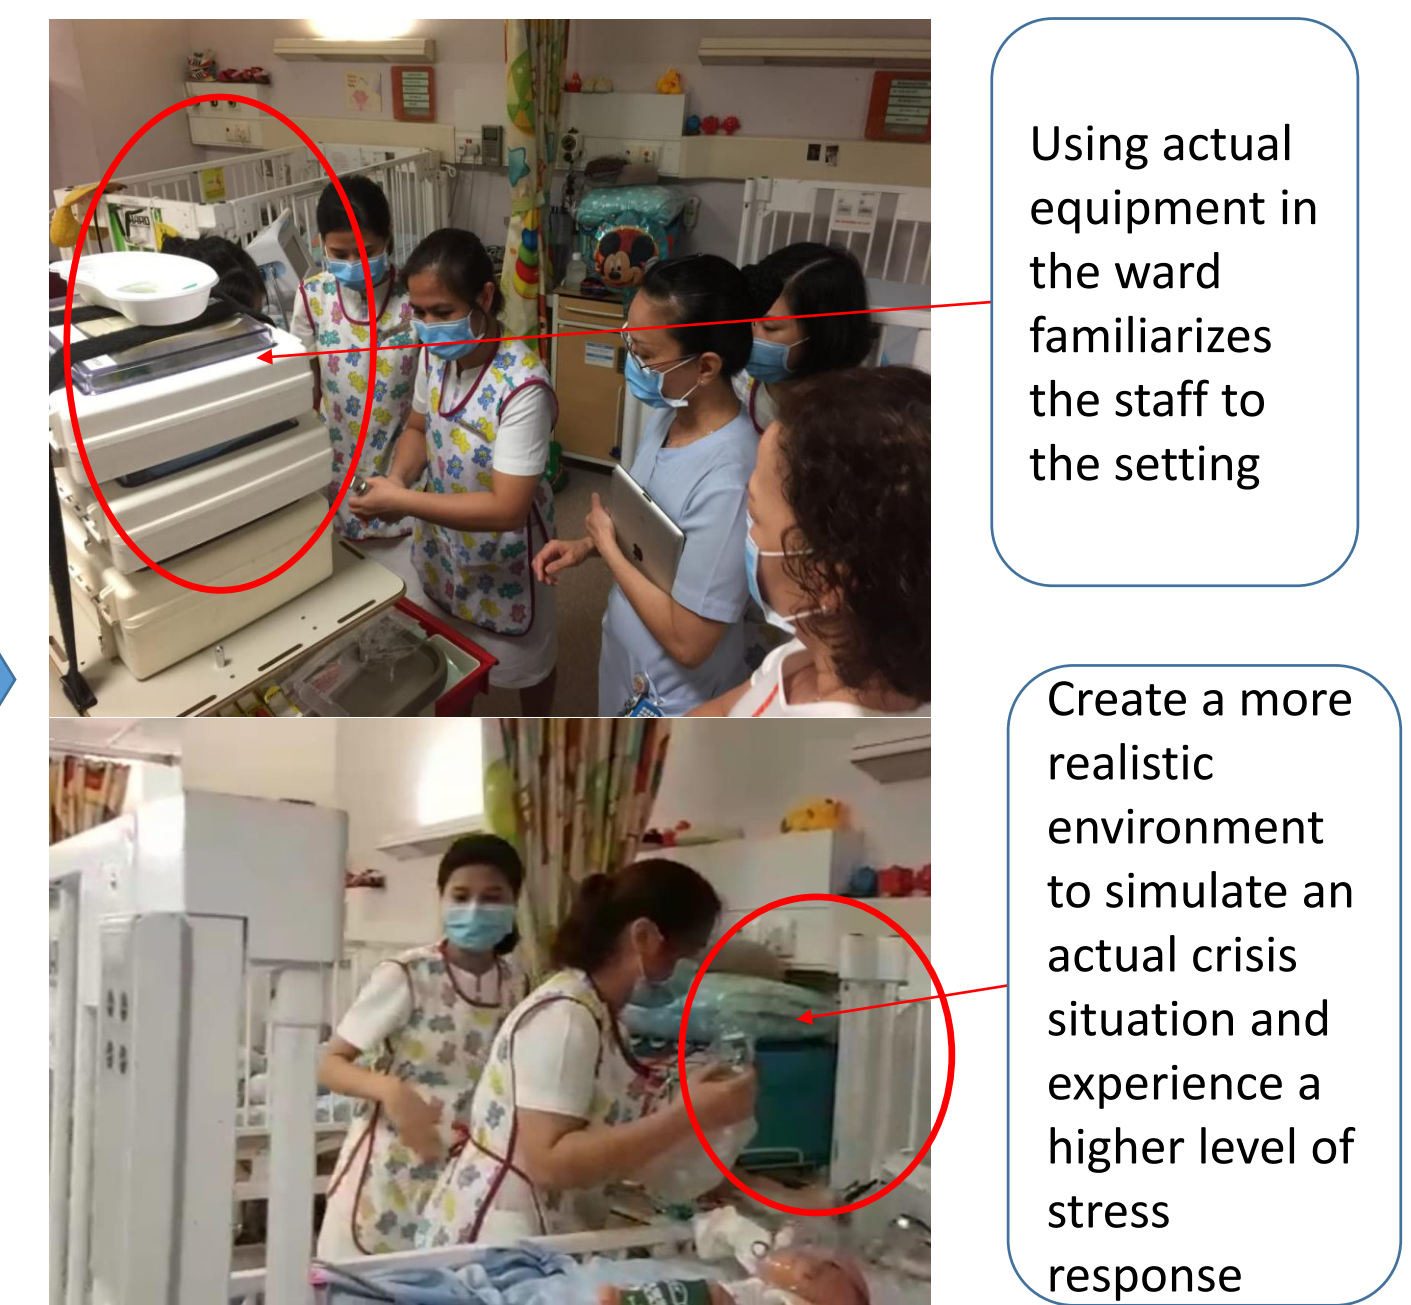 Using actual
equipment in
the ward
familiarizes
the staff to
the setting
Create a more
realistic
environment
to simulate an
actual crisis
situation and
experience a
higher level of
stress
response